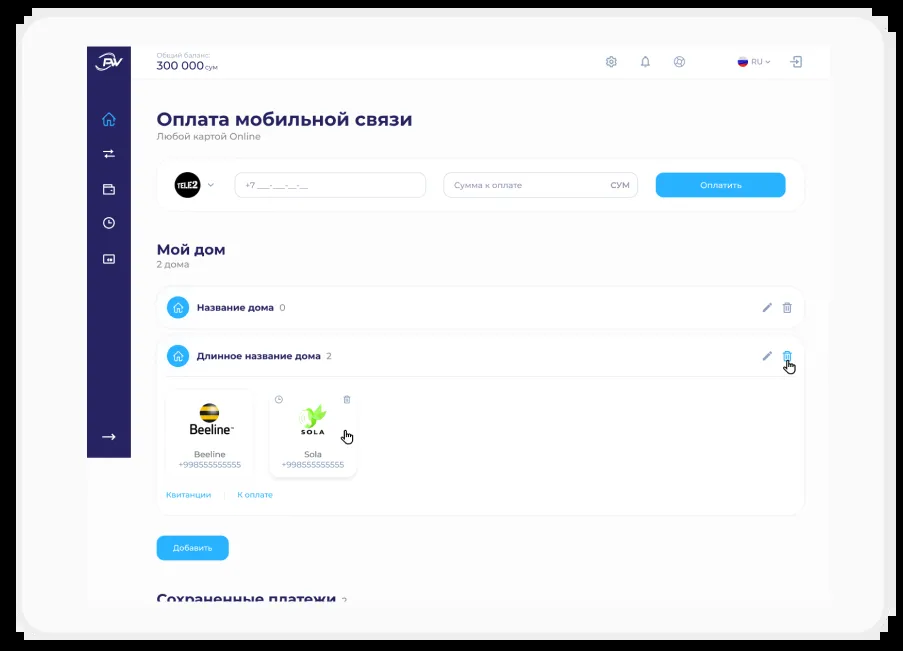 PW
Общий баланс:
300 000 сум
RU
Оплата мобильной связи
Любой картой Online
TELE2
+7 ___-___-__-__
Сумма к оплате
СУМ
Оплатить
Мой дом
2 дома
Название дома 0
Длинное название дома 2
Beeline™
SOLA
Beeline
Sola
+998555555555
+998555555555
Квитанции
К оплате
Добавить
Сохраненные платежи 2